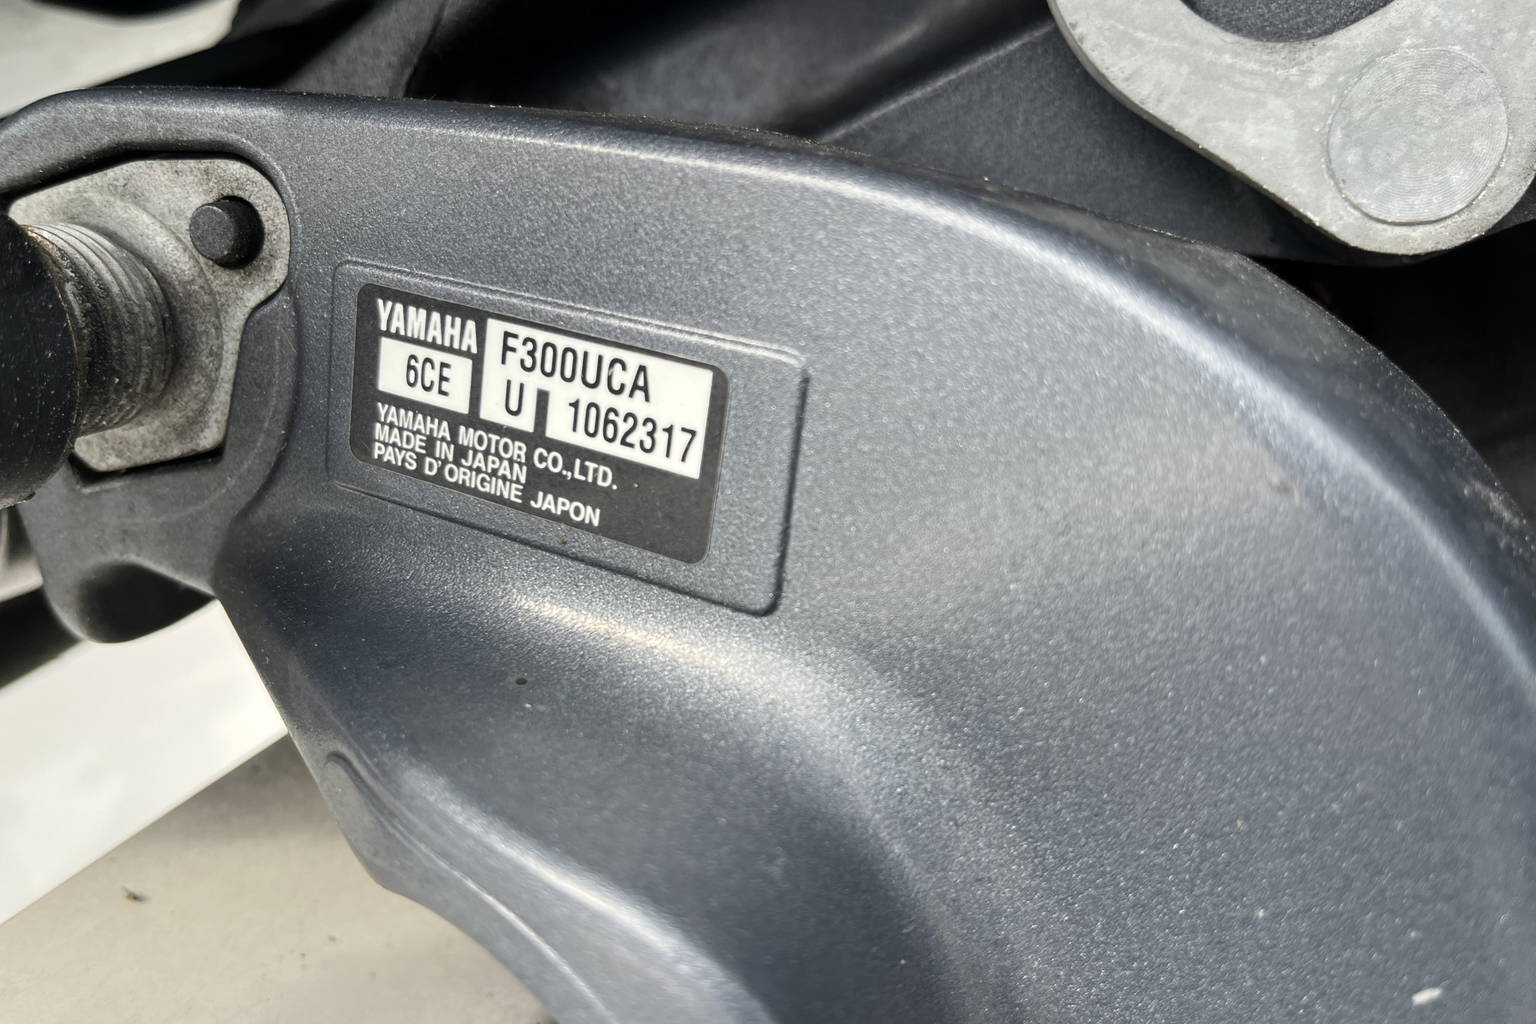 YAMAHA
F300UCA
6CE
U 1062317
YAMAHA MOTOR CO.,LTD.
MADE IN JAPAN
PAYS D'ORIGINE JAPON